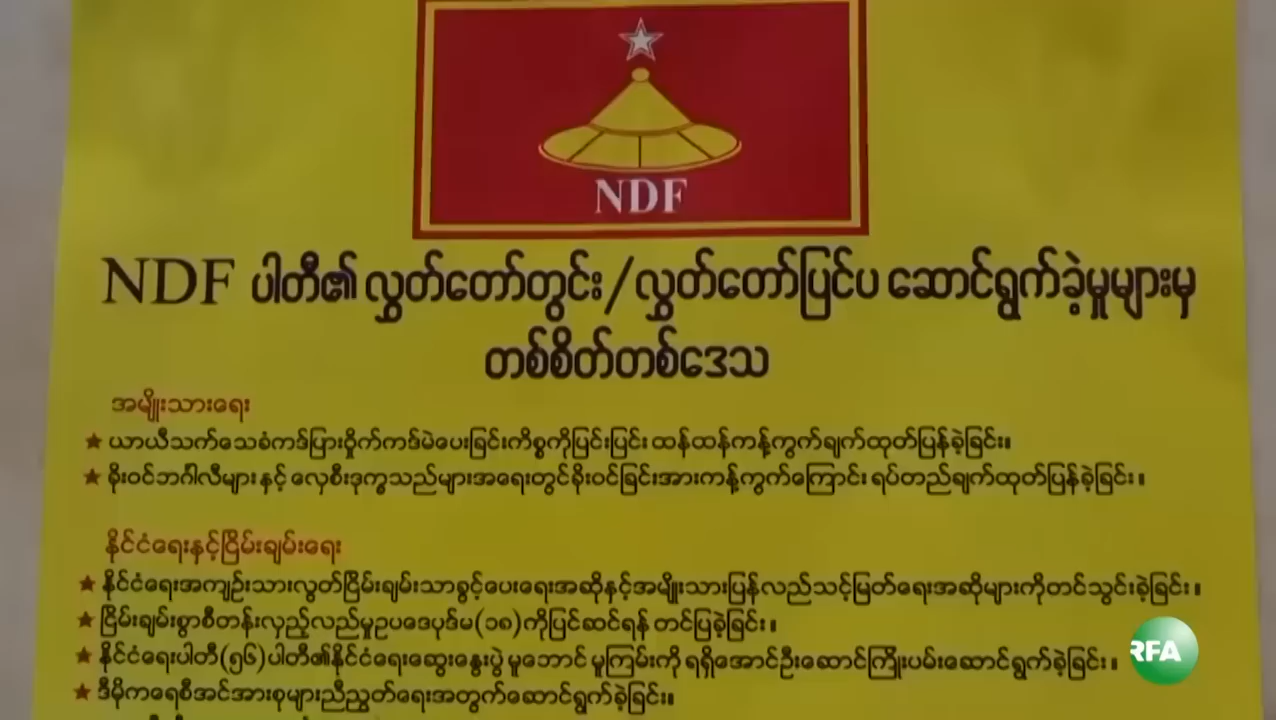 NDF
NDF ပါတီ၏ လွှတ်တော်တွင်း/လွှတ်တော်ပြင်ပ ဆောင်ရွက်ခဲ့မှုများမှ
တစ်စိတ်တစ်ဒေသ
အမျိုးသားရေး
★ ယာယီသက်သေခံကဒ်ပြားဝှိုက်ကဒ်မဲပေးခြင်းကိစ္စကိုပြင်းပြင်း ထန်ထန်ကန့်ကွက်ချက်ထုတ်ပြန်ခဲ့ခြင်း။
★ ခိုးဝင်ဘင်္ဂါလီများ နှင့် လှေစီးဒုက္ခသည်များအရေးတွင်ခိုးဝင်ခြင်းအားကန့်ကွက်ကြောင်း ရပ်တည်ချက်ထုတ်ပြန်ခဲ့ခြင်း ။
နိုင်ငံရေးနှင့်ငြိမ်းချမ်းရေး
★ နိုင်ငံရေးအကျဉ်းသားလွတ်ငြိမ်းချမ်းသာခွင့်ပေးရေးအဆိုနှင့်အမျိုးသားပြန်လည်သင့်မြတ်ရေးအဆိုများကိုတင်သွင်းခဲ့ခြင်း ။
★ ငြိမ်းချမ်းစွာစီတန်းလှည့်လည်မှုဥပဒေပုဒ်မ(၁၈)ကိုပြင်ဆင်ရန် တင်ပြခဲ့ခြင်း ။
★ နိုင်ငံရေးပါတီ(၅၆)ပါတီ၏နိုင်ငံရေးဆွေးနွေးပွဲ မူဘောင် မူကြမ်းကို ရရှိအောင်ဦးဆောင်ကြိုးပမ်းဆောင်ရွက်ခဲ့ခြင်း ။
★ ဒီမိုကရေစီအင်အားစုများညီညွတ်ရေးအတွက်ဆောင်ရွက်ခဲ့ခြင်း။
RFA